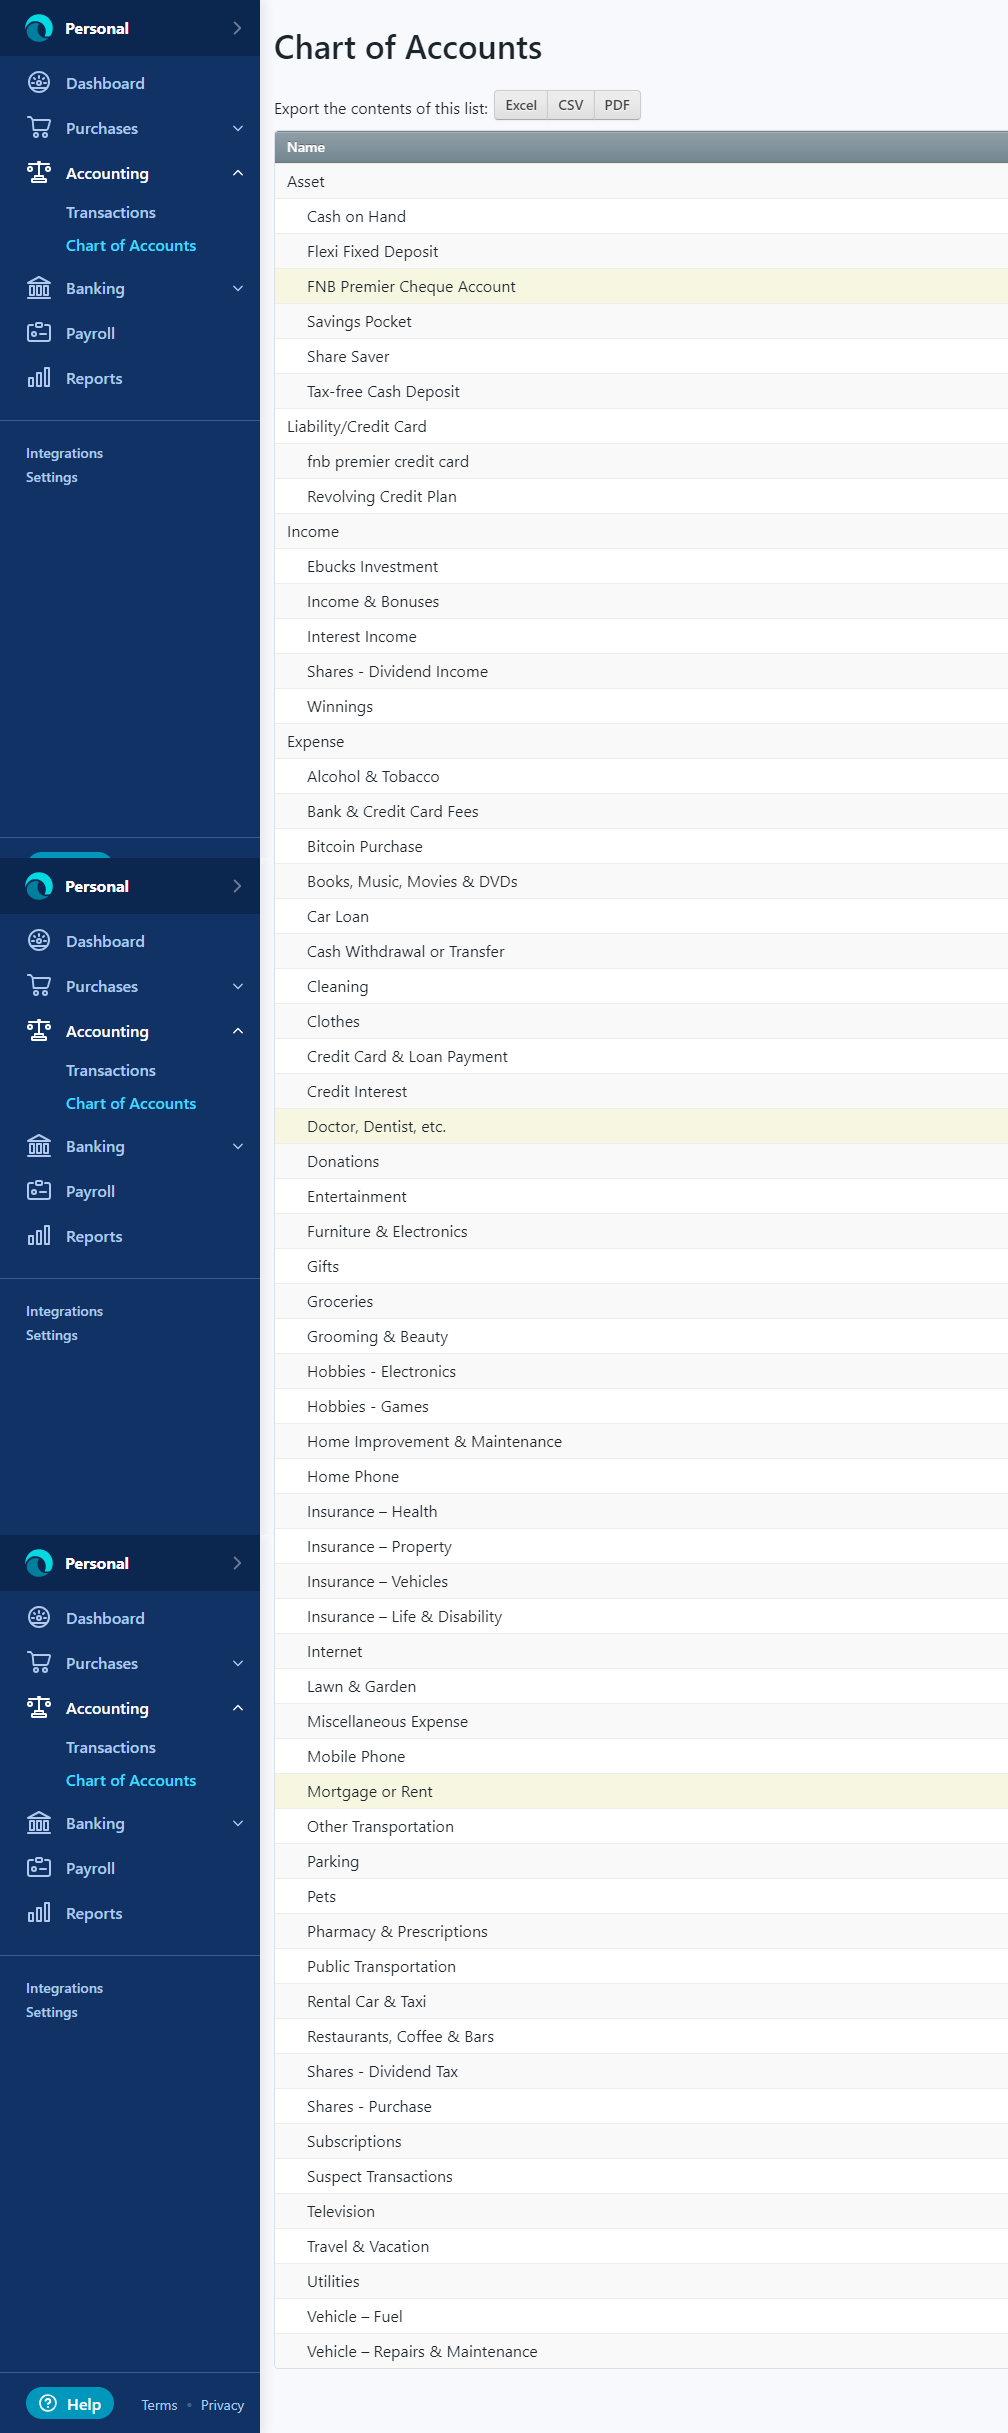 Personal
Dashboard
Purchases
Accounting
Transactions
Chart of Accounts
Banking
Payroll
Reports
Integrations
Settings
Personal
Dashboard
Purchases
Accounting
Transactions
Chart of Accounts
Banking
Payroll
Reports
Integrations
Settings
Personal
Dashboard
Purchases
Accounting
Transactions
Chart of Accounts
Banking
Payroll
Reports
Integrations
Settings
Help Terms • Privacy
Chart of Accounts
Export the contents of this list: Excel CSV PDF
Name
Asset
Cash on Hand
Flexi Fixed Deposit
FNB Premier Cheque Account
Savings Pocket
Share Saver
Tax-free Cash Deposit
Liability/Credit Card
fnb premier credit card
Revolving Credit Plan
Income
Ebucks Investment
Income & Bonuses
Interest Income
Shares - Dividend Income
Winnings
Expense
Alcohol & Tobacco
Bank & Credit Card Fees
Bitcoin Purchase
Books, Music, Movies & DVDs
Car Loan
Cash Withdrawal or Transfer
Cleaning
Clothes
Credit Card & Loan Payment
Credit Interest
Doctor, Dentist, etc.
Donations
Entertainment
Furniture & Electronics
Gifts
Groceries
Grooming & Beauty
Hobbies - Electronics
Hobbies - Games
Home Improvement & Maintenance
Home Phone
Insurance – Health
Insurance – Property
Insurance – Vehicles
Insurance – Life & Disability
Internet
Lawn & Garden
Miscellaneous Expense
Mobile Phone
Mortgage or Rent
Other Transportation
Parking
Pets
Pharmacy & Prescriptions
Public Transportation
Rental Car & Taxi
Restaurants, Coffee & Bars
Shares - Dividend Tax
Shares - Purchase
Subscriptions
Suspect Transactions
Television
Travel & Vacation
Utilities
Vehicle – Fuel
Vehicle – Repairs & Maintenance